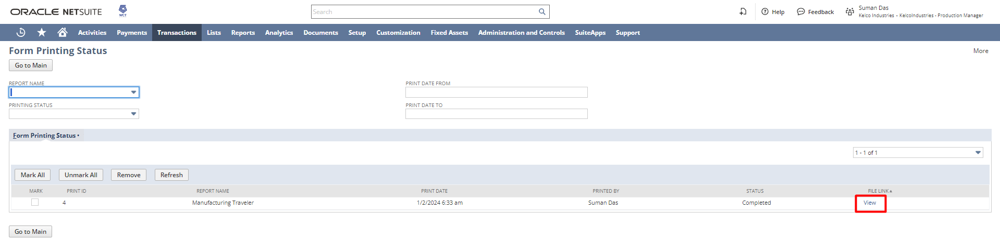 ORACLE NETSUITE
WCT
Search
Help
Feedback
Suman Das
Kelco Industries - KelcoIndustries - Production Manager
Activities Payments Transactions Lists Reports Analytics Documents Setup Customization Fixed Assets Administration and Controls SuiteApps Support
Form Printing Status
More
Go to Main
REPORT NAME
PRINT DATE FROM
PRINTING STATUS
PRINT DATE TO
Form Printing Status •
1 - 1 of 1
Mark All Unmark All Remove Refresh
MARK PRINT ID REPORT NAME PRINT DATE PRINTED BY STATUS FILE LINK ▲
4 Manufacturing Traveler 1/2/2024 6:33 am Suman Das Completed View
Go to Main